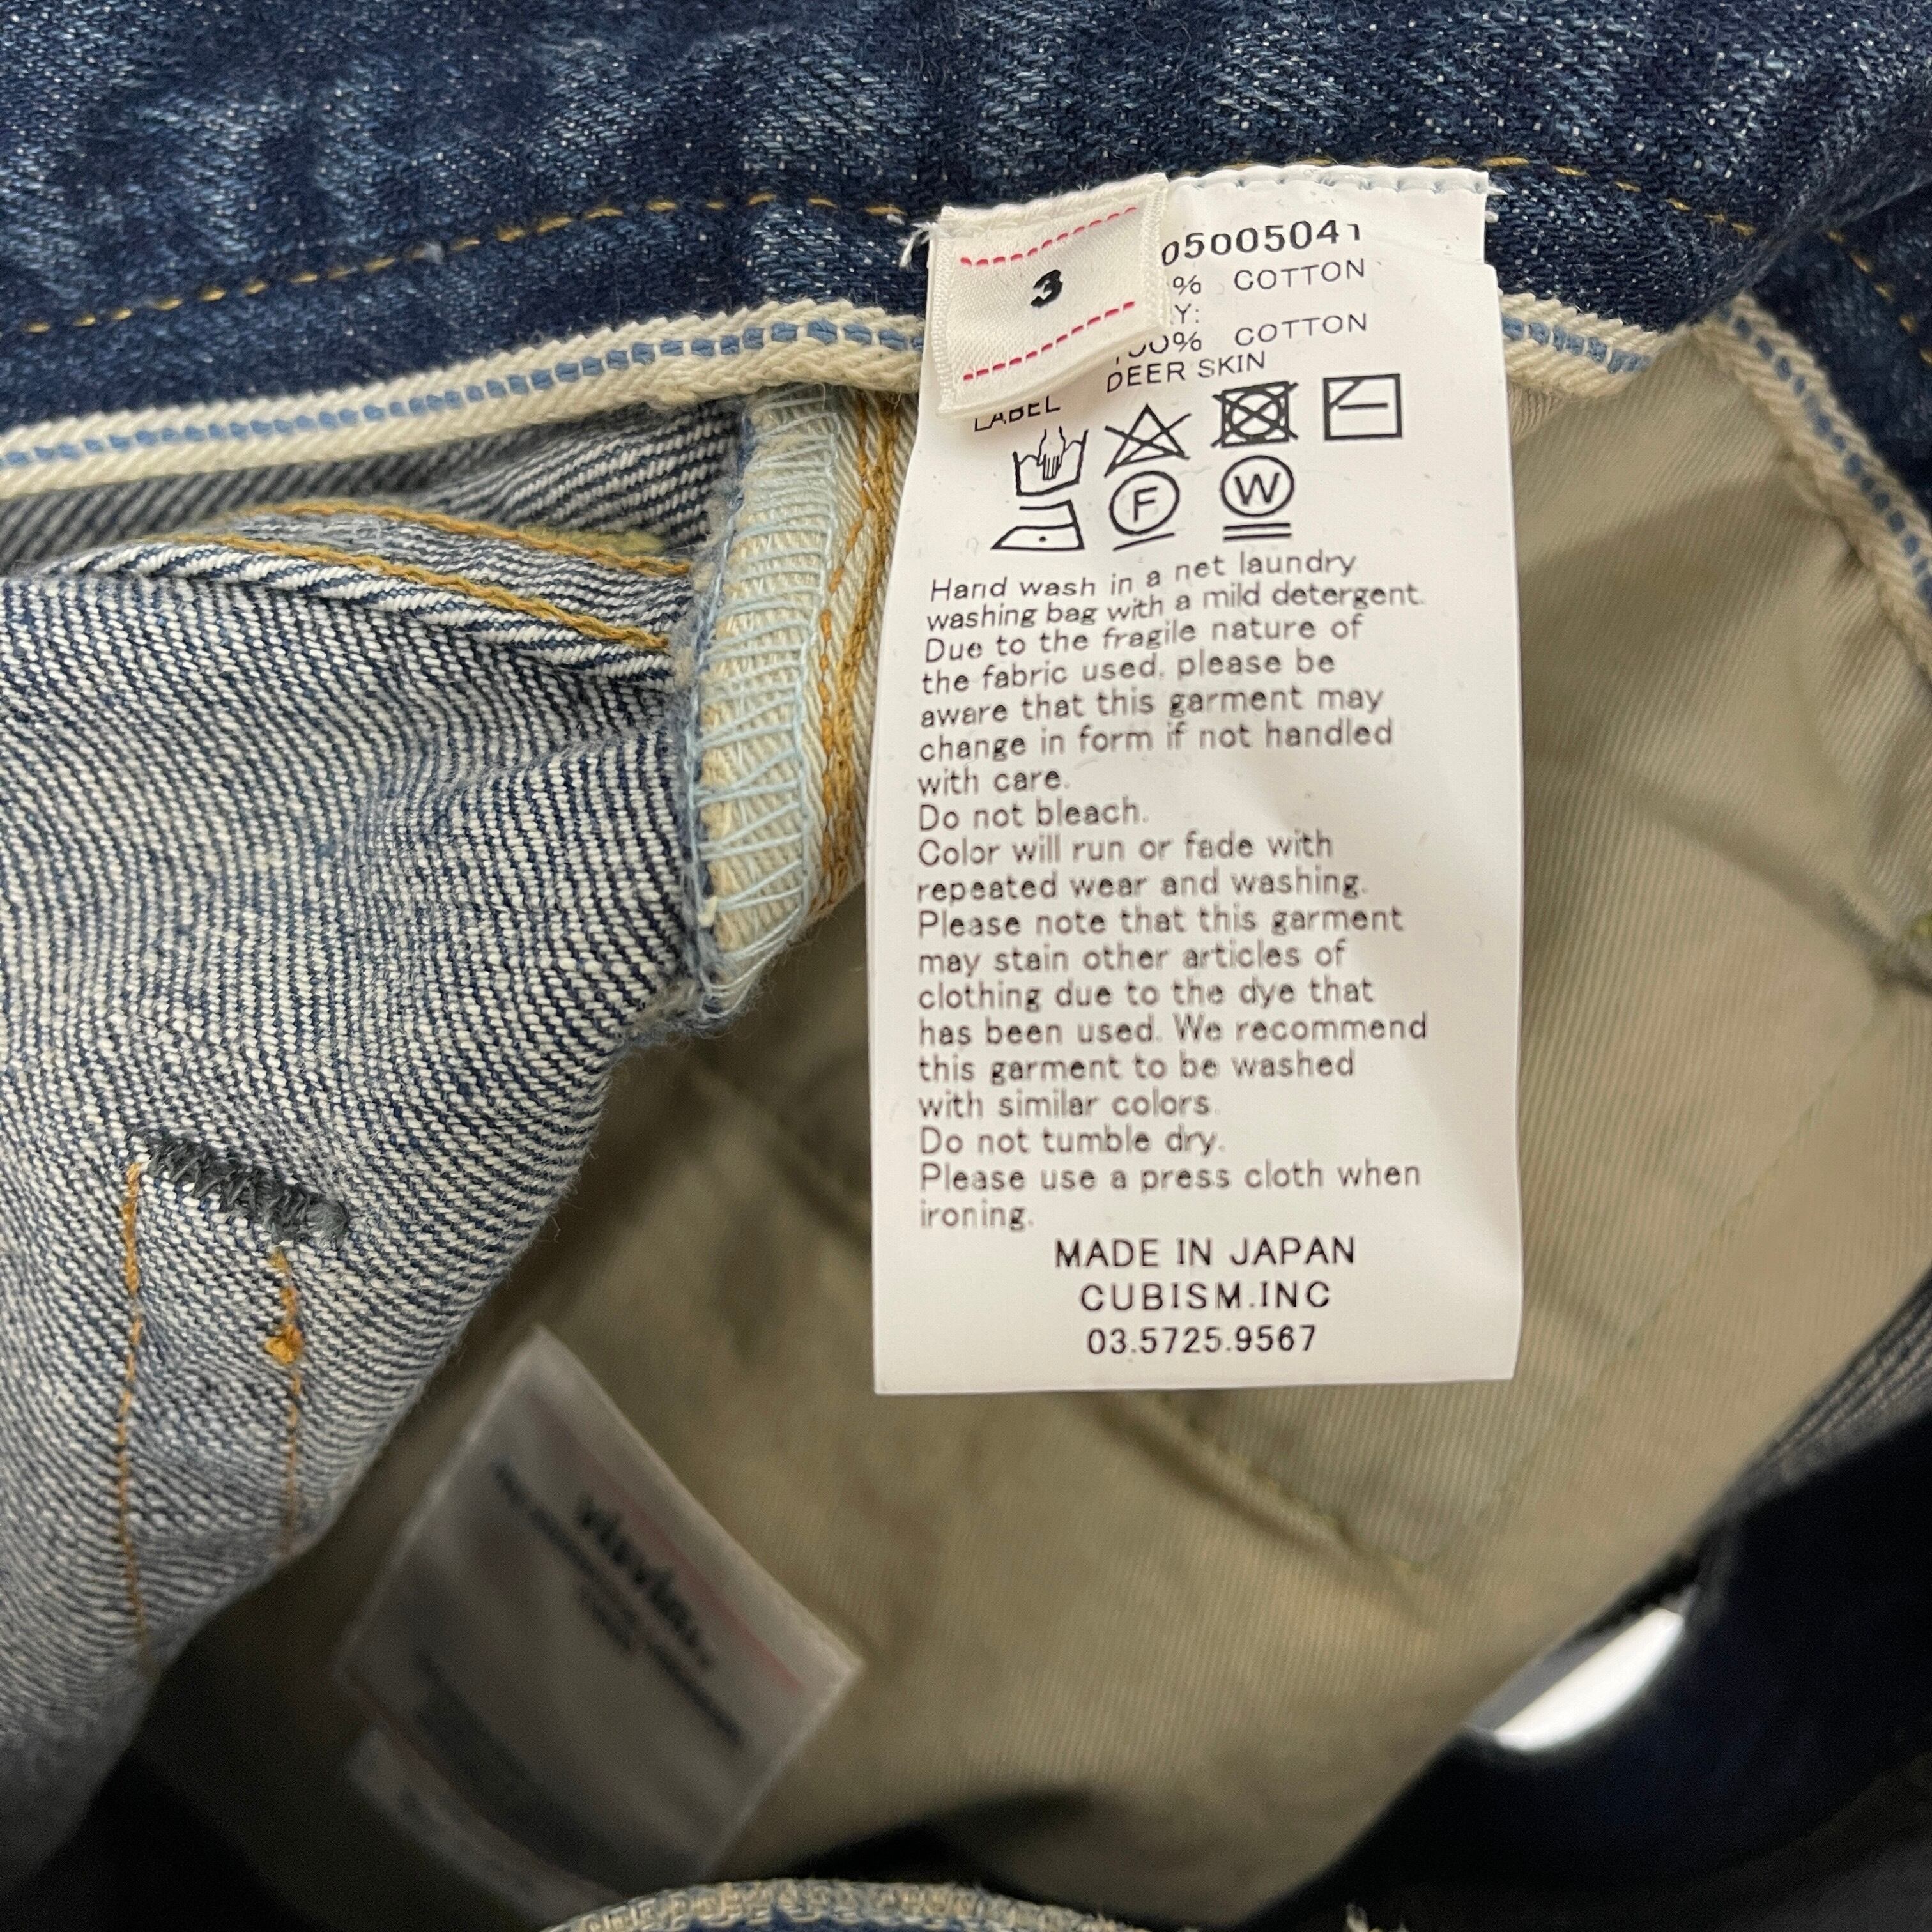 3
05005041
% COTTON
Y:
100% COTTON
LABEL DEER SKIN
F W
Hand wash in a net laundry
washing bag with a mild detergent.
Due to the fragile nature of
the fabric used, please be
aware that this garment may
change in form if not handled
with care.
Do not bleach.
Color will run or fade with
repeated wear and washing.
Please note that this garment
may stain other articles of
clothing due to the dye that
has been used. We recommend
this garment to be washed
with similar colors.
Do not tumble dry.
Please use a press cloth when
ironing.
MADE IN JAPAN
CUBISM.INC
03.5725.9567